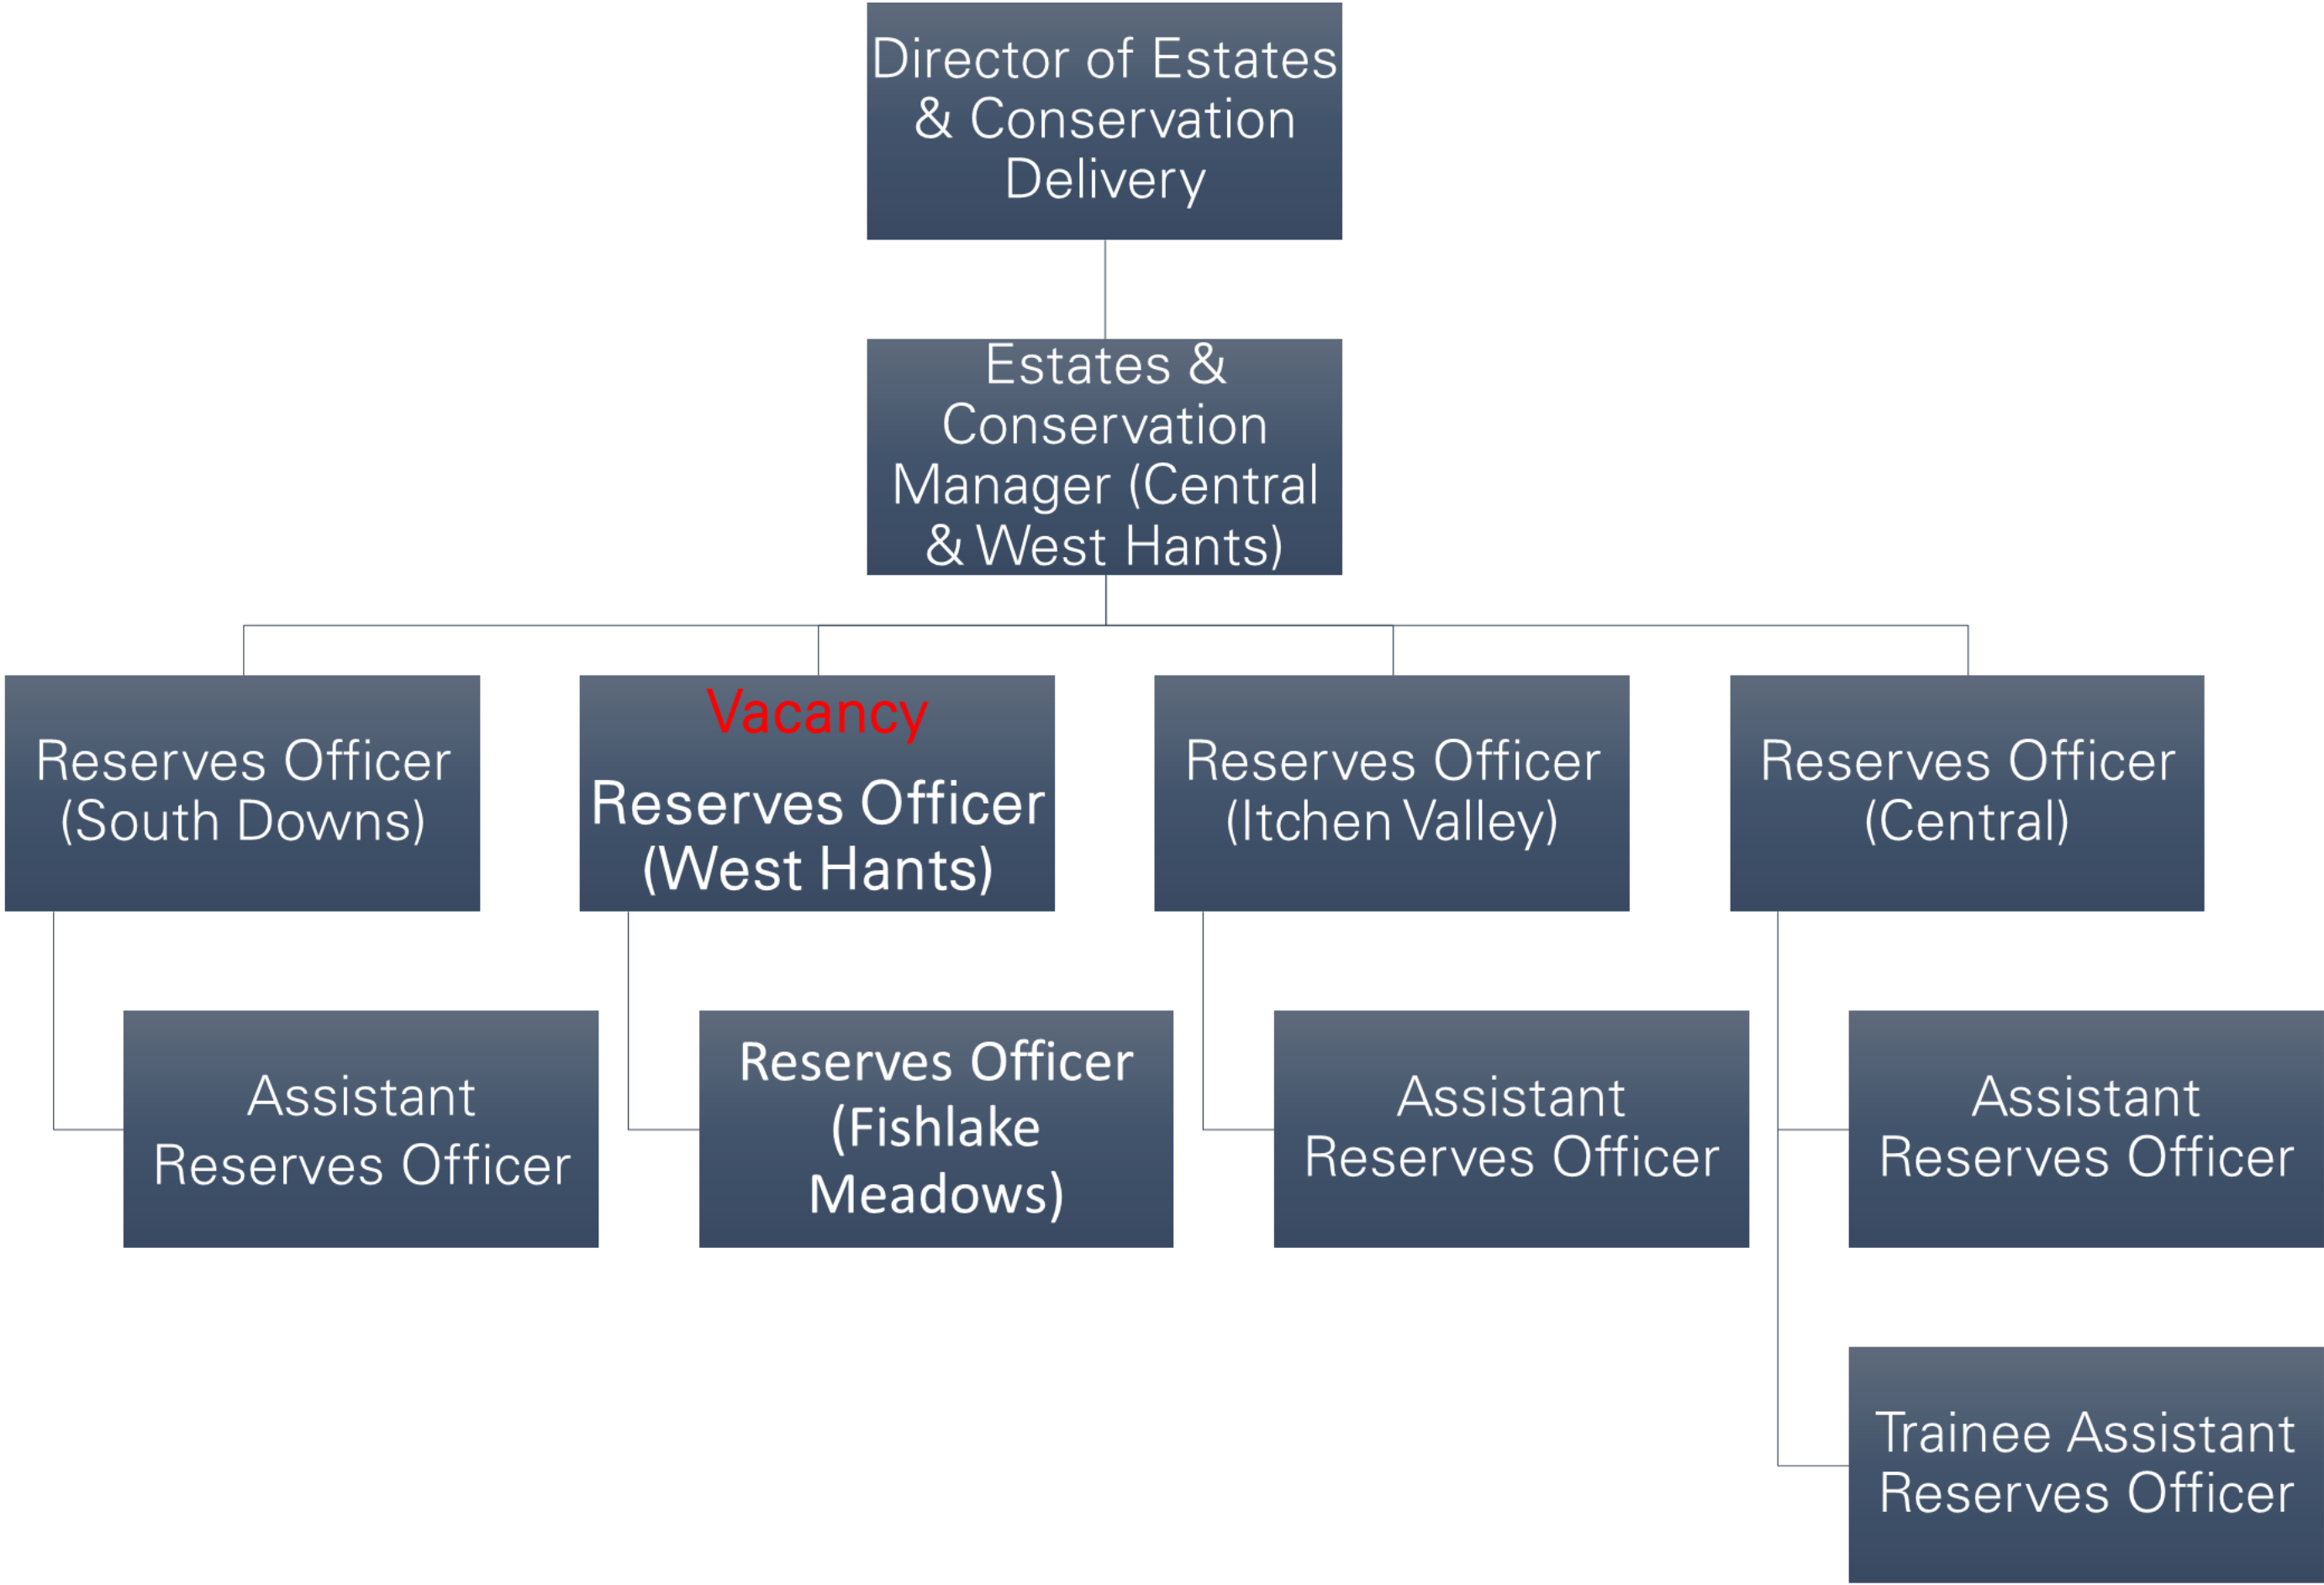 Director of Estates
& Conservation
Delivery
Estates &
Conservation
Manager (Central
& West Hants)
Reserves Officer
(South Downs)
Vacancy
Reserves Officer
(West Hants)
Reserves Officer
(Itchen Valley)
Reserves Officer
(Central)
Assistant
Reserves Officer
Reserves Officer
(Fishlake
Meadows)
Assistant
Reserves Officer
Assistant
Reserves Officer
Trainee Assistant
Reserves Officer